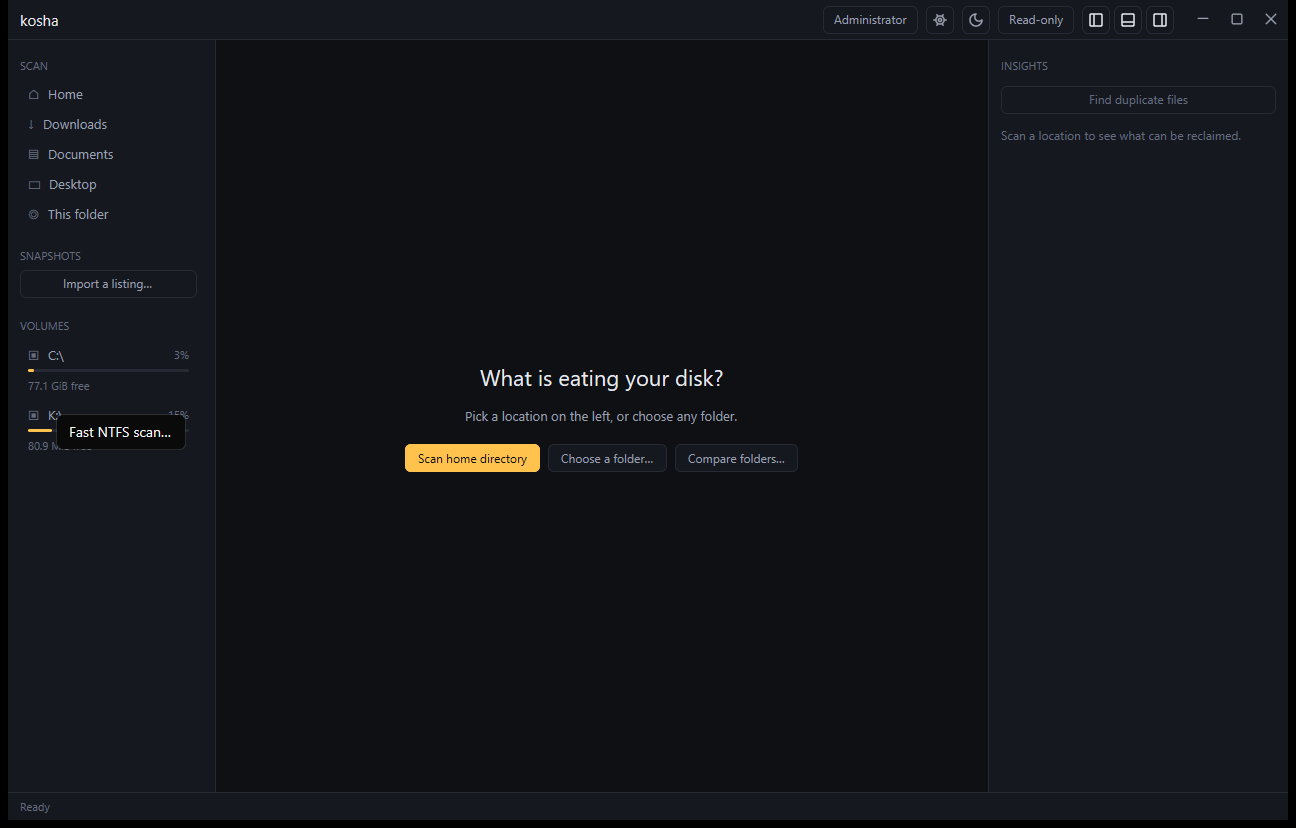 kosha
Administrator
Read-only
SCAN
Home
Downloads
Documents
Desktop
This folder
SNAPSHOTS
Import a listing...
VOLUMES
C:\ 3%
77.1 GiB free
K:\ 15%
80.9
Fast NTFS scan...
What is eating your disk?
Pick a location on the left, or choose any folder.
Scan home directory
Choose a folder...
Compare folders...
INSIGHTS
Find duplicate files
Scan a location to see what can be reclaimed.
Ready